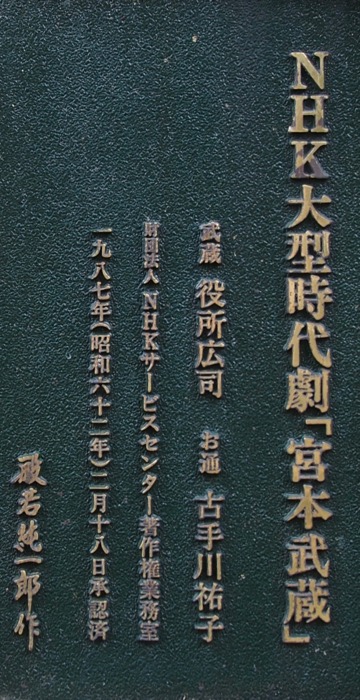 NHK大型時代劇「宮本武蔵」
武蔵 役所広司 お通 古手川祐子
財団法人 NHKサービスセンター著作権業務室
一九八七年(昭和六十二年)二月十八日承認済
般若純一郎作